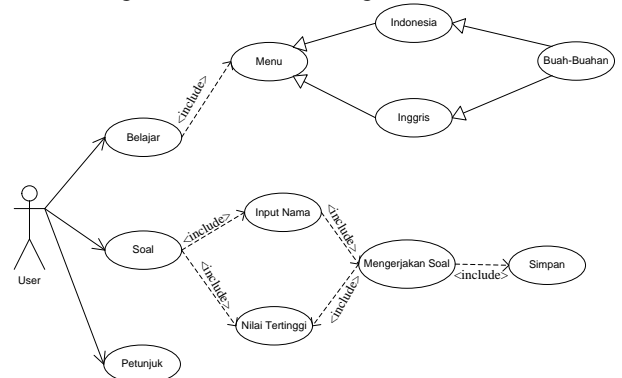 Indonesia
Menu
Buah-Buahan
<include>
Inggris
Belajar
Input Nama
<include>
<include>
Soal
Mengerjakan Soal
Simpan
<include>
<include>
<include>
User
Nilai Tertinggi
Petunjuk